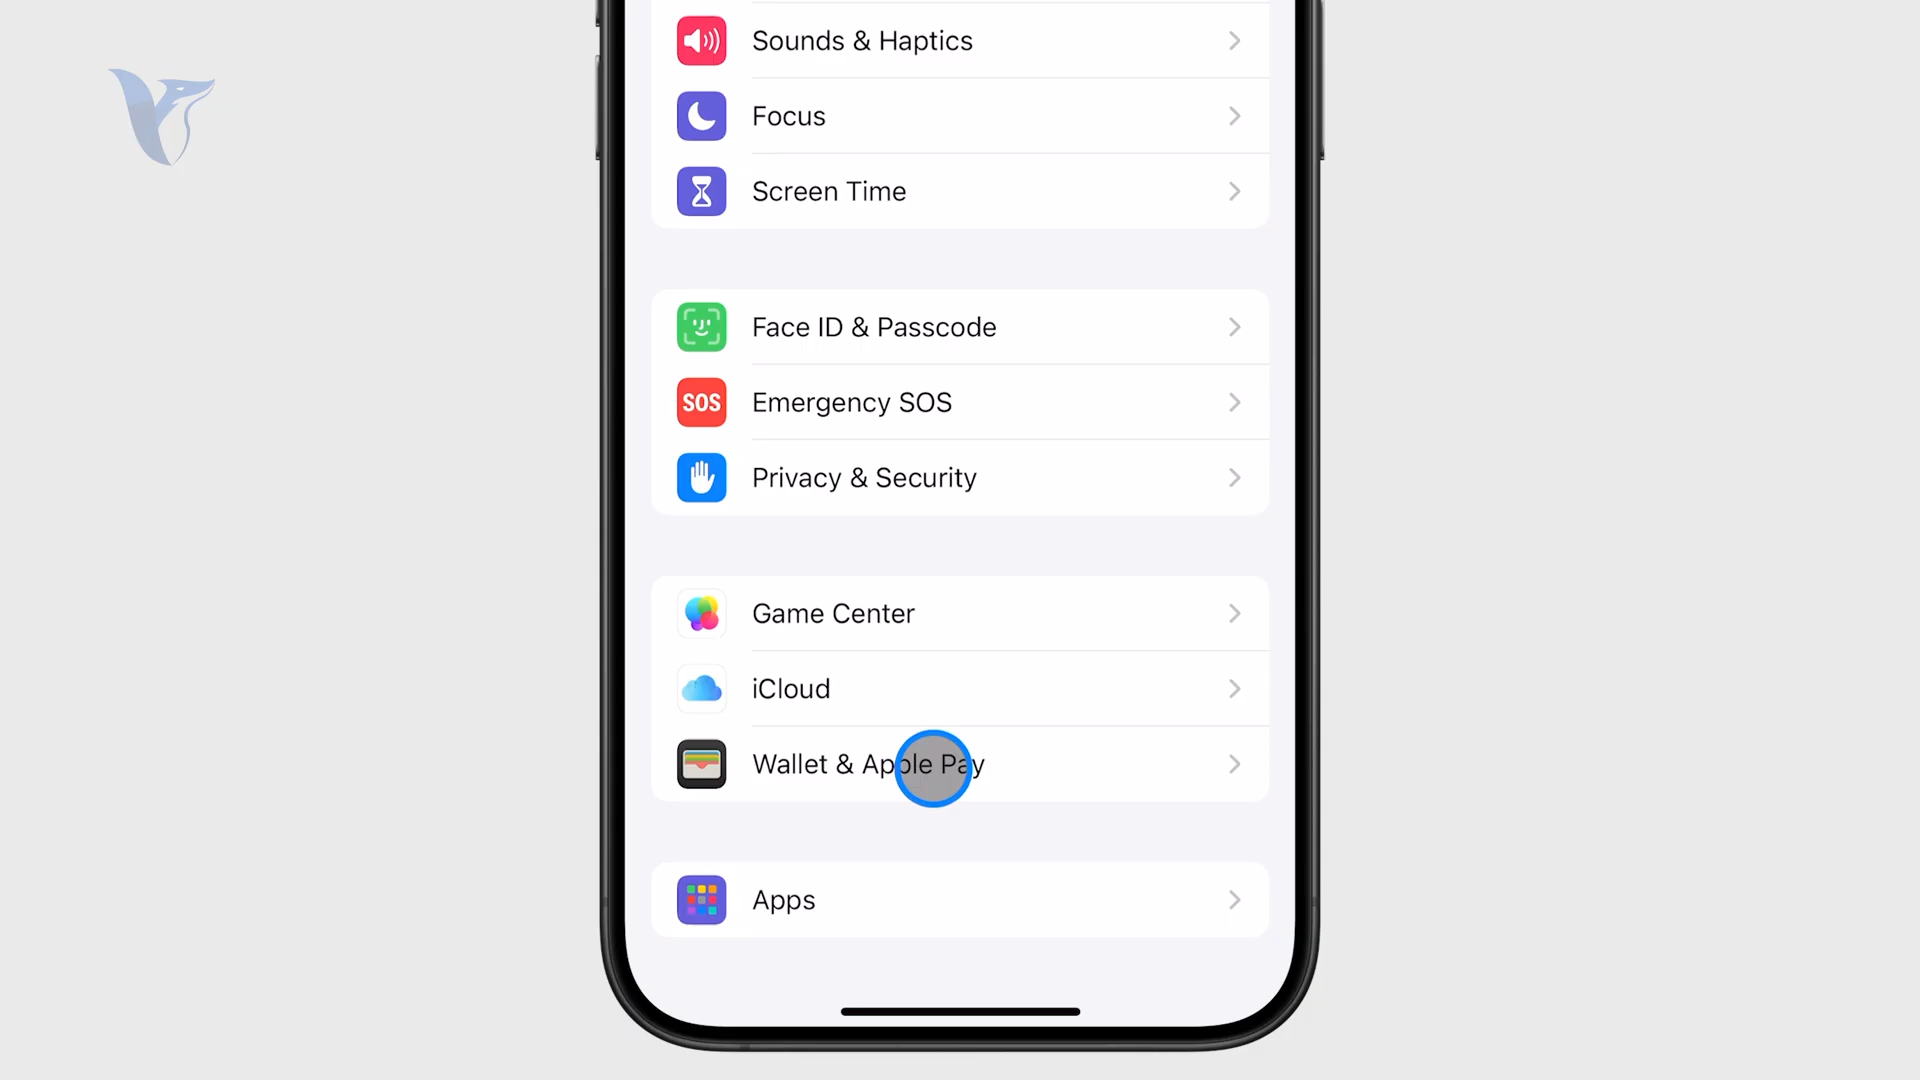 Sounds & Haptics
Focus
Screen Time
Face ID & Passcode
SOS Emergency SOS
Privacy & Security
Game Center
iCloud
Wallet & Apple Pay
Apps